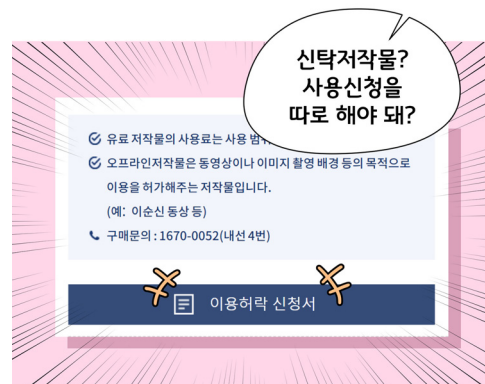 신탁저작물?
사용신청을
따로 해야 돼?
유료 저작물의 사용료는 사용
오프라인저작물은 동영상이나 이미지 촬영 배경 등의 목적으로
이용을 허가해주는 저작물입니다.
(예: 이순신 동상 등)
구매문의 : 1670-0052(내선 4번)
이용허락 신청서